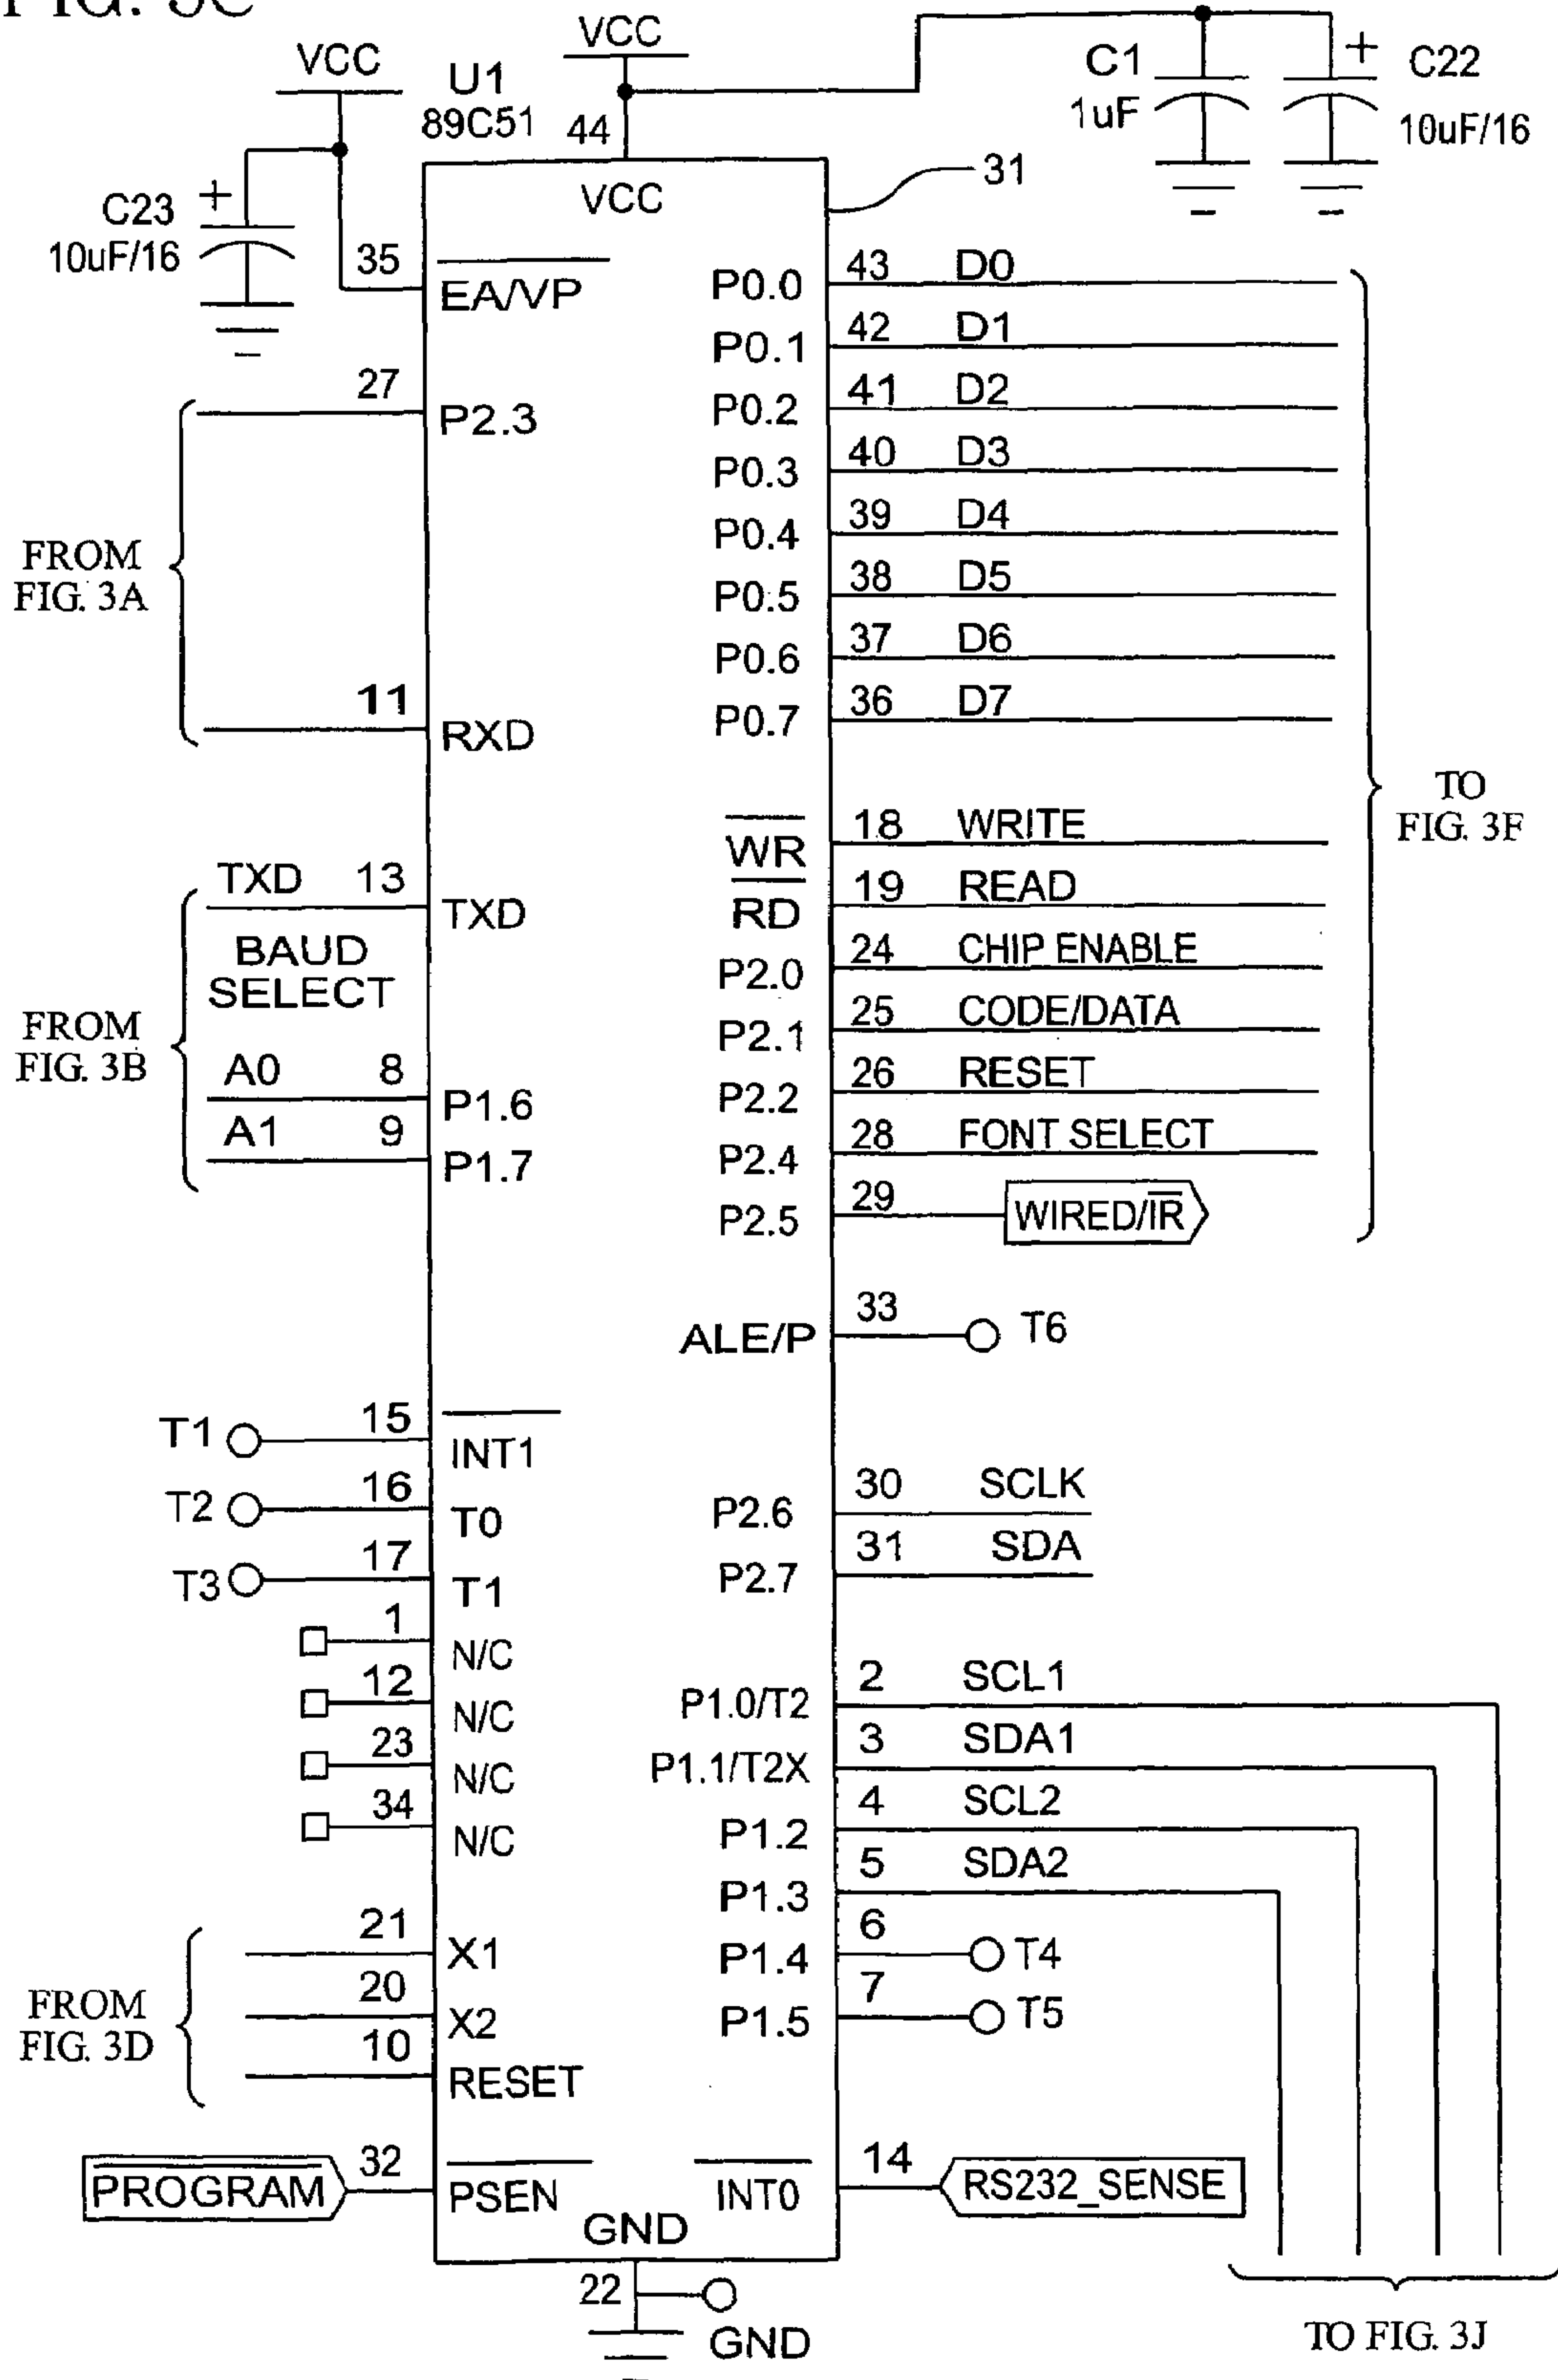 FIG. 3C
VCC
U1
89C51
VCC
44
C1
1uF
+
C22
10uF/16
C23
10uF/16
+
VCC
31
35
EA/VP
27
P2.3
FROM
FIG. 3A
11
RXD
TXD 13
TXD
BAUD
SELECT
FROM
FIG. 3B
A0 8
P1.6
A1 9
P1.7
T1 15
INT1
T2 16
T0
T3 17
T1
1
N/C
12
N/C
23
N/C
34
N/C
FROM
FIG. 3D
21
X1
20
X2
10
RESET
PROGRAM 32
PSEN
P0.0 43 D0
P0.1 42 D1
P0.2 41 D2
P0.3 40 D3
P0.4 39 D4
P0.5 38 D5
P0.6 37 D6
P0.7 36 D7
WR 18 WRITE
RD 19 READ
P2.0 24 CHIP ENABLE
P2.1 25 CODE/DATA
P2.2 26 RESET
P2.4 28 FONT SELECT
P2.5 29 WIRED/IR
TO
FIG. 3F
ALE/P 33 T6
P2.6 30 SCLK
P2.7 31 SDA
P1.0/T2 2 SCL1
P1.1/T2X 3 SDA1
P1.2 4 SCL2
P1.3 5 SDA2
P1.4 6 T4
P1.5 7 T5
INT0 14 RS232_SENSE
GND
22
GND
TO FIG. 3J